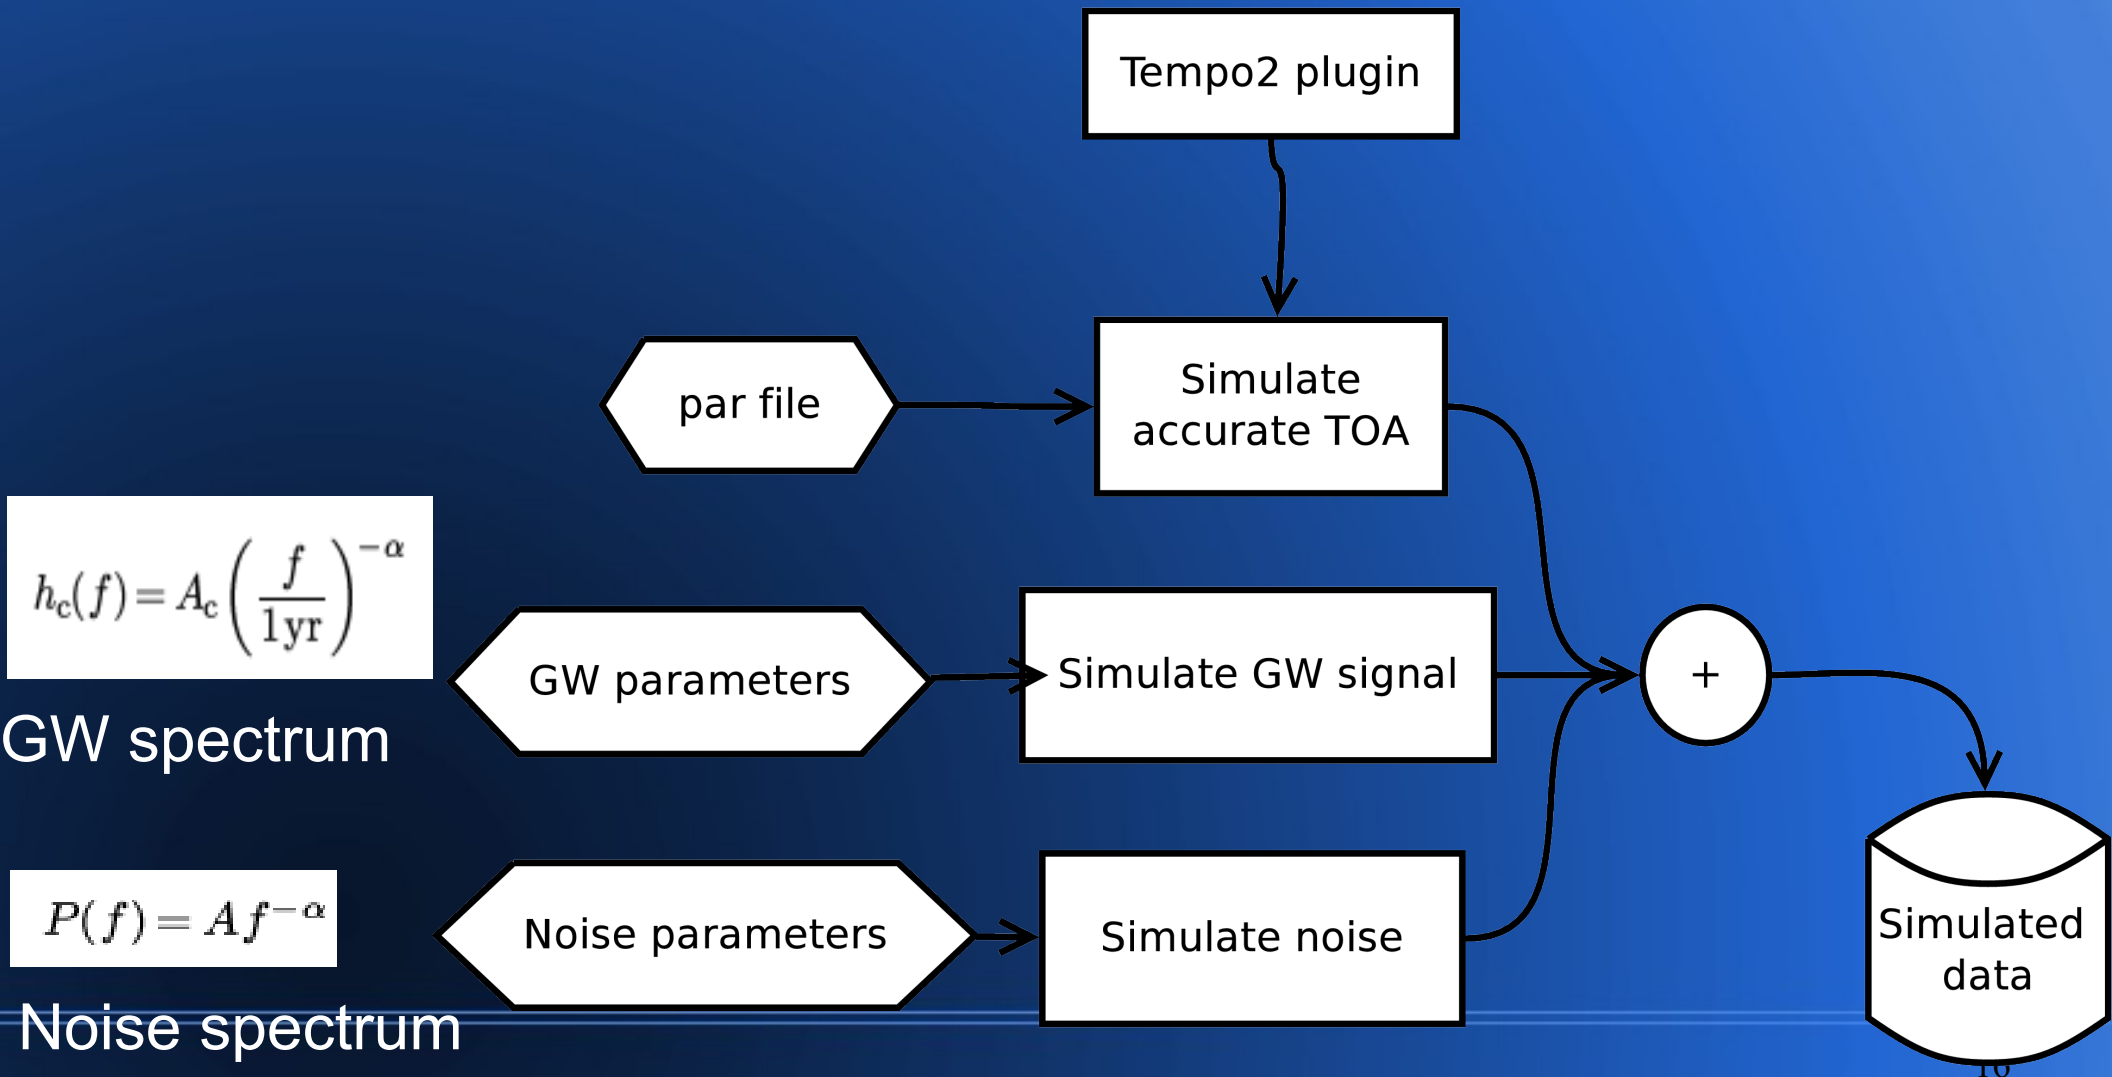 Tempo2 plugin
par file
Simulate
accurate TOA
h_c(f) = A_c (f / 1yr)^{-α}
GW spectrum
GW parameters
Simulate GW signal
+
P(f) = A f^{-α}
Noise spectrum
Noise parameters
Simulate noise
Simulated
data
16